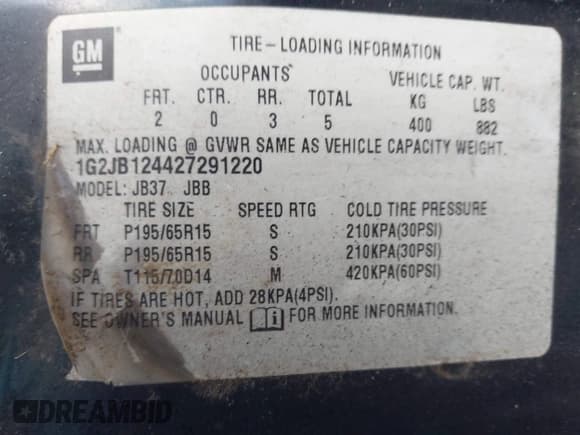 GM
TIRE-LOADING INFORMATION
OCCUPANTS VEHICLE CAP. WT.
FRT. CTR. RR. TOTAL KG LBS
2 0 3 5 400 882
MAX. LOADING @ GVWR SAME AS VEHICLE CAPACITY WEIGHT.
1G2JB124427291220
MODEL: JB37 JBB
TIRE SIZE SPEED RTG COLD TIRE PRESSURE
FRT P195/65R15 S 210KPA(30PSI)
RR P195/65R15 S 210KPA(30PSI)
SPA T115/70D14 M 420KPA(60PSI)
IF TIRES ARE HOT, ADD 28KPA(4PSI).
SEE OWNER'S MANUAL i FOR MORE INFORMATION.
DREAMBID